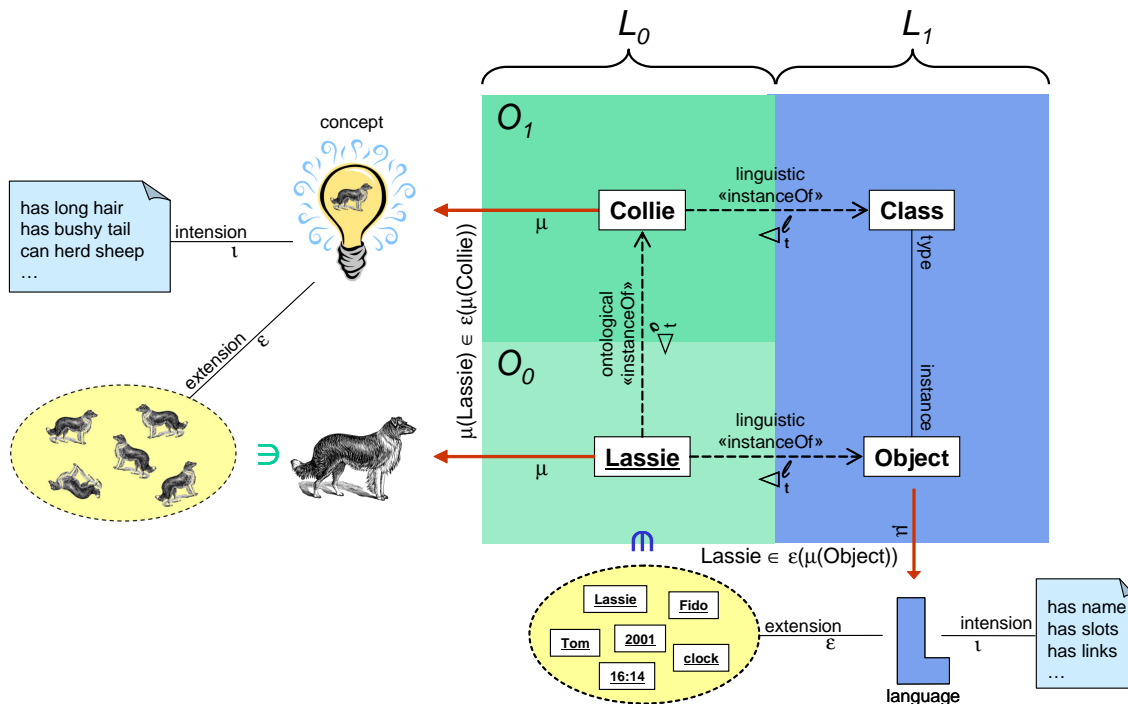 L0
L1
O1
concept
linguistic
«instanceOf»
has long hair
has bushy tail
can herd sheep
…
intension
ι
Collie
Class
μ
◁ t ℓ
type
μ(Lassie) ∈ ε(μ(Collie))
ontological
«instanceOf»
◁ t o
extension
ε
O0
instance
linguistic
«instanceOf»
∋
Lassie
Object
μ
◁ t ℓ
μ
∈
Lassie ∈ ε(μ(Object))
Lassie
Fido
Tom
2001
clock
16:14
extension
ε
intension
ι
has name
has slots
has links
…
language